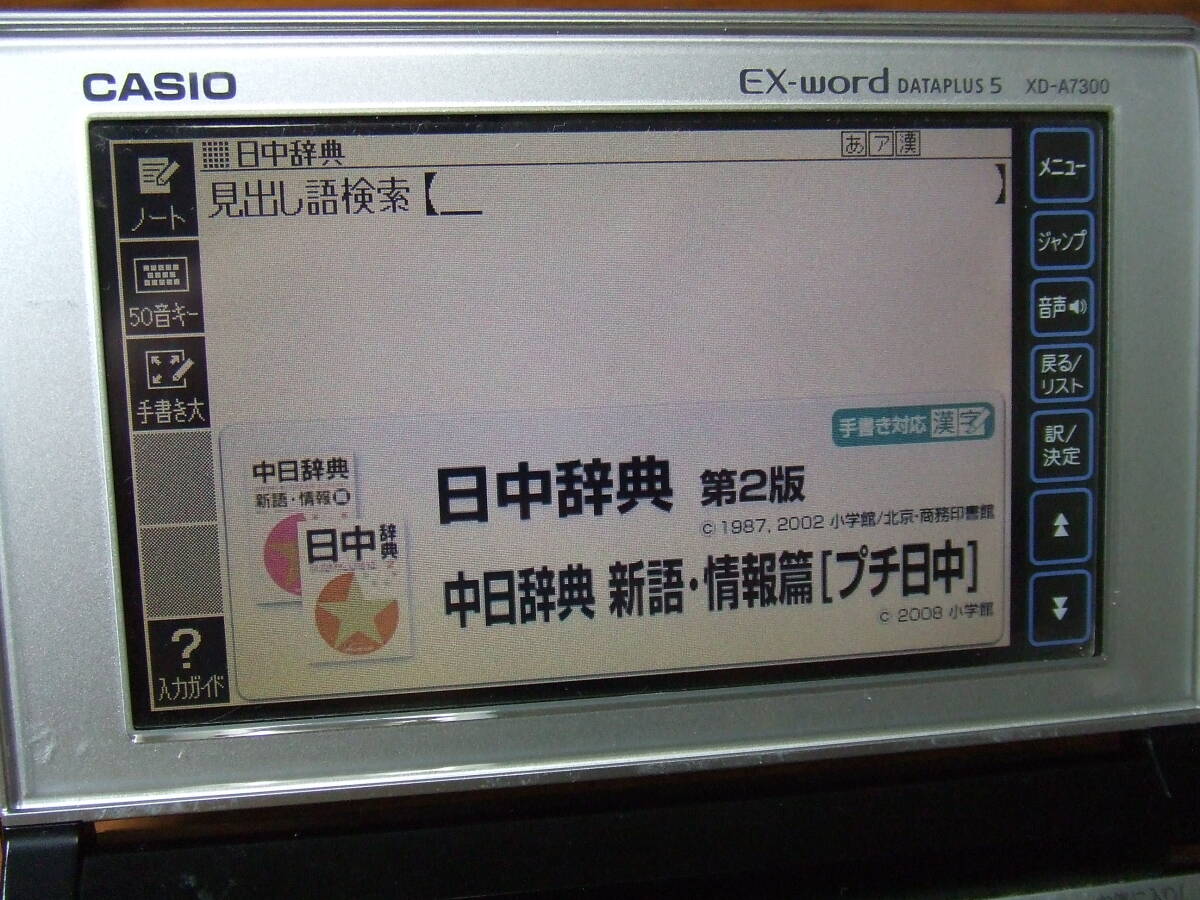 CASIO
EX-word DATAPLUS 5 XD-A7300
日中辞典
あ ア 漢
見出し語検索【
】
ノート
50音キー
手書き大
?
入力ガイド
手書き対応 漢字
中日辞典
新語・情報篇
日中辞典
日中辞典 第2版
© 1987, 2002 小学館/北京・商務印書館
中日辞典 新語・情報篇[プチ日中]
© 2008 小学館
メニュー
ジャンプ
音声
戻る/
リスト
訳/
決定